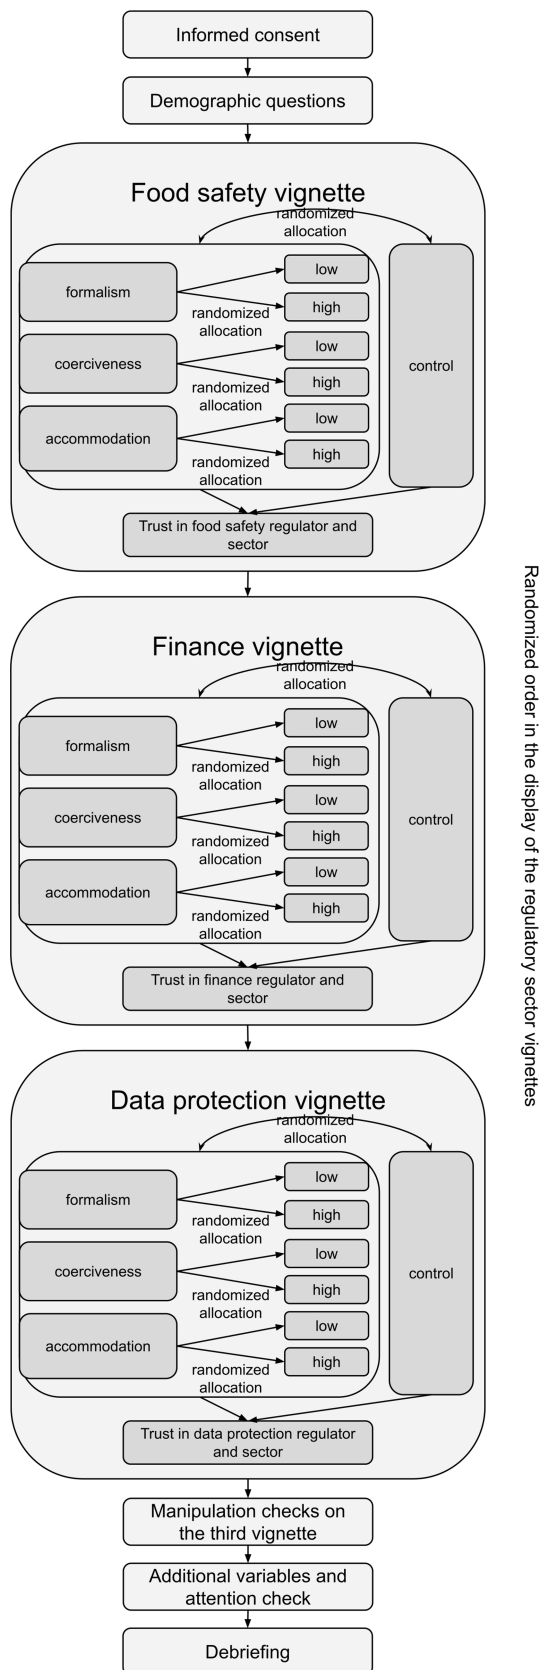 Informed consent
Demographic questions
Food safety vignette
randomized
allocation
formalism
low
high
randomized
allocation
coerciveness
low
high
randomized
allocation
accommodation
low
high
randomized
allocation
control
Trust in food safety regulator and
sector
Finance vignette
randomized
allocation
formalism
low
high
randomized
allocation
coerciveness
low
high
randomized
allocation
accommodation
low
high
randomized
allocation
control
Trust in finance regulator and
sector
Data protection vignette
randomized
allocation
formalism
low
high
randomized
allocation
coerciveness
low
high
randomized
allocation
accommodation
low
high
randomized
allocation
control
Trust in data protection regulator
and sector
Manipulation checks on
the third vignette
Additional variables and
attention check
Debriefing
Randomized order in the display of the regulatory sector vignettes